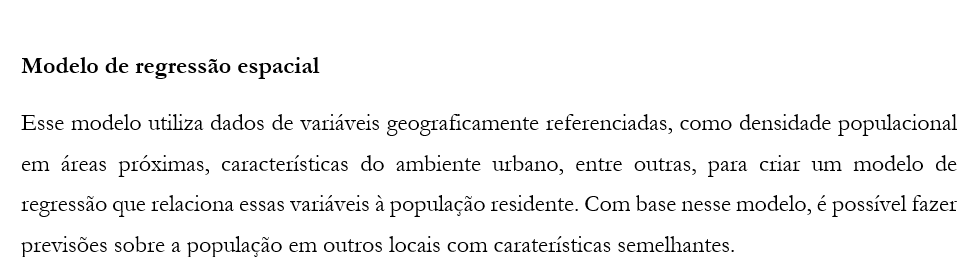 Modelo de regressão espacial
Esse modelo utiliza dados de variáveis geograficamente referenciadas, como densidade populacional
em áreas próximas, características do ambiente urbano, entre outras, para criar um modelo de
regressão que relaciona essas variáveis à população residente. Com base nesse modelo, é possível fazer
previsões sobre a população em outros locais com caraterísticas semelhantes.